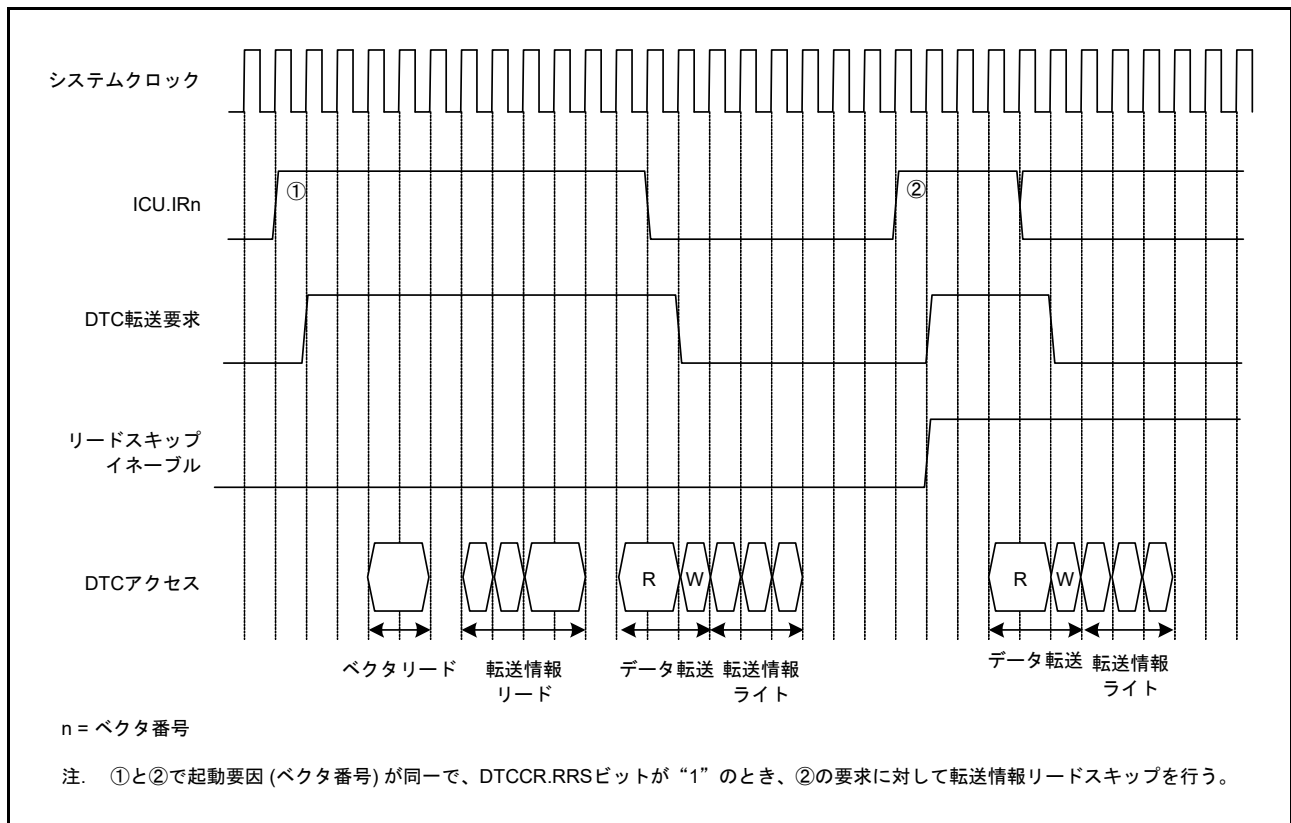 システムクロック
①
②
ICU.IRn
DTC転送要求
リードスキップ
イネーブル
DTCアクセス
R
W
R
W
ベクタリード
転送情報
リード
データ転送
転送情報
ライト
データ転送
転送情報
ライト
n = ベクタ番号
注. ①と②で起動要因 (ベクタ番号) が同一で、DTCCR.RRSビットが“1”のとき、②の要求に対して転送情報リードスキップを行う。